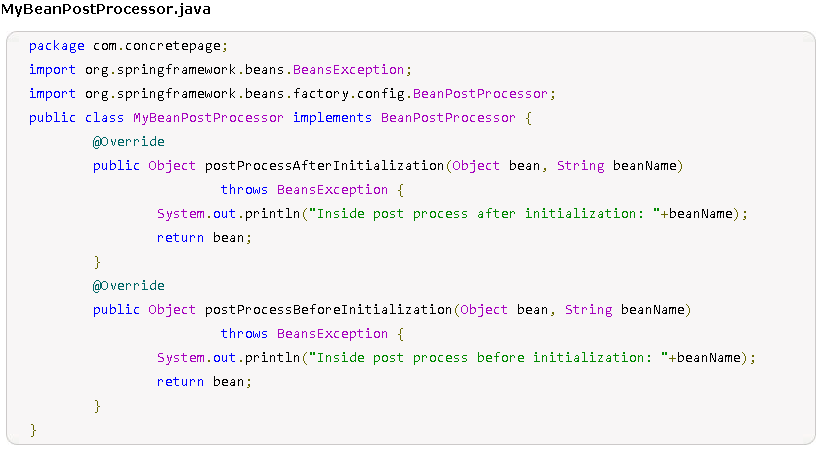 MyBeanPostProcessor.java
package com.concretepage;
import org.springframework.beans.BeansException;
import org.springframework.beans.factory.config.BeanPostProcessor;
public class MyBeanPostProcessor implements BeanPostProcessor {
@Override
public Object postProcessAfterInitialization(Object bean, String beanName)
throws BeansException {
System.out.println("Inside post process after initialization: "+beanName);
return bean;
}
@Override
public Object postProcessBeforeInitialization(Object bean, String beanName)
throws BeansException {
System.out.println("Inside post process before initialization: "+beanName);
return bean;
}
}